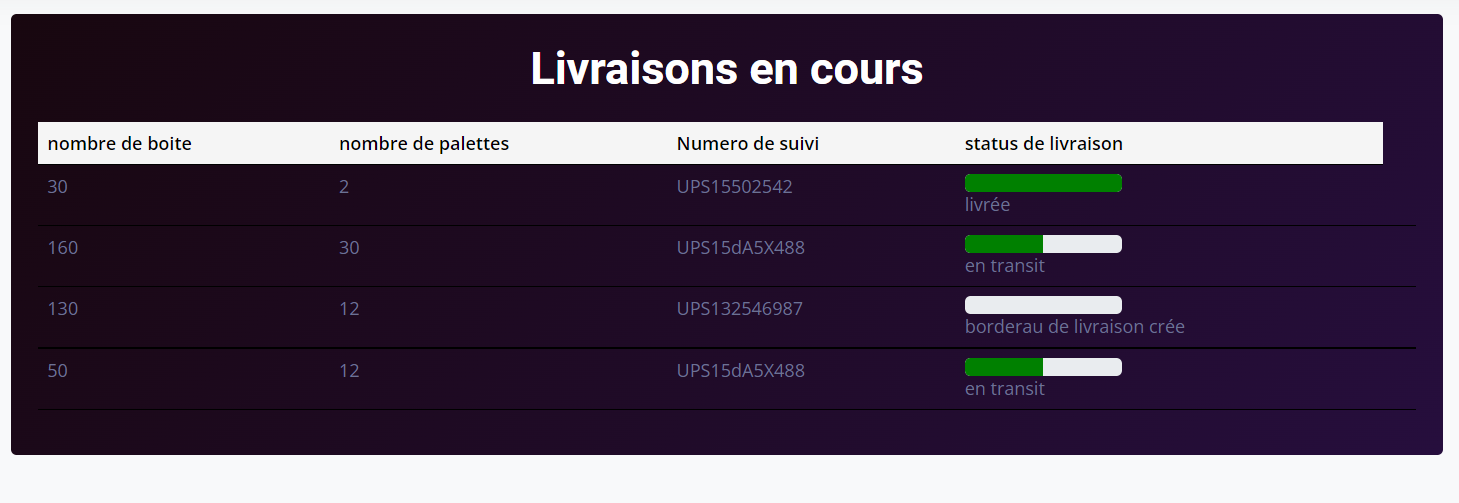 Livraisons en cours
nombre de boite nombre de palettes Numero de suivi status de livraison
30 2 UPS15502542 livrée
160 30 UPS15dA5X488 en transit
130 12 UPS132546987 borderau de livraison crée
50 12 UPS15dA5X488 en transit